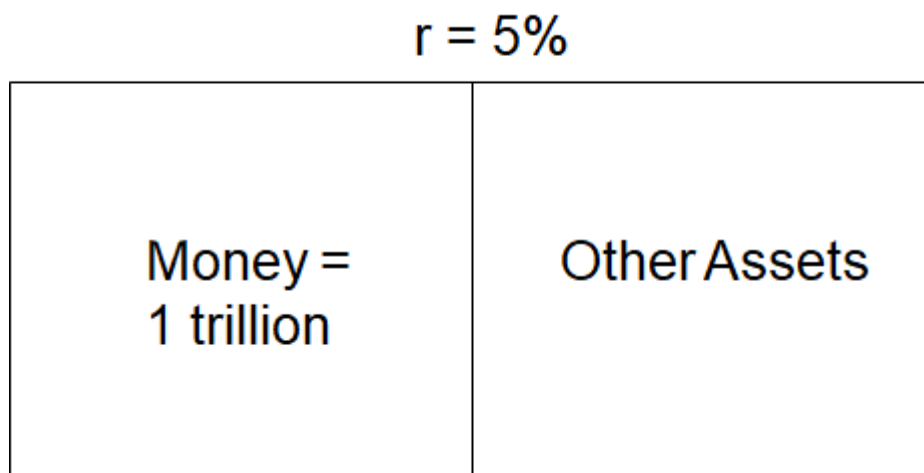 r = 5%
Money =
1 trillion
Other Assets